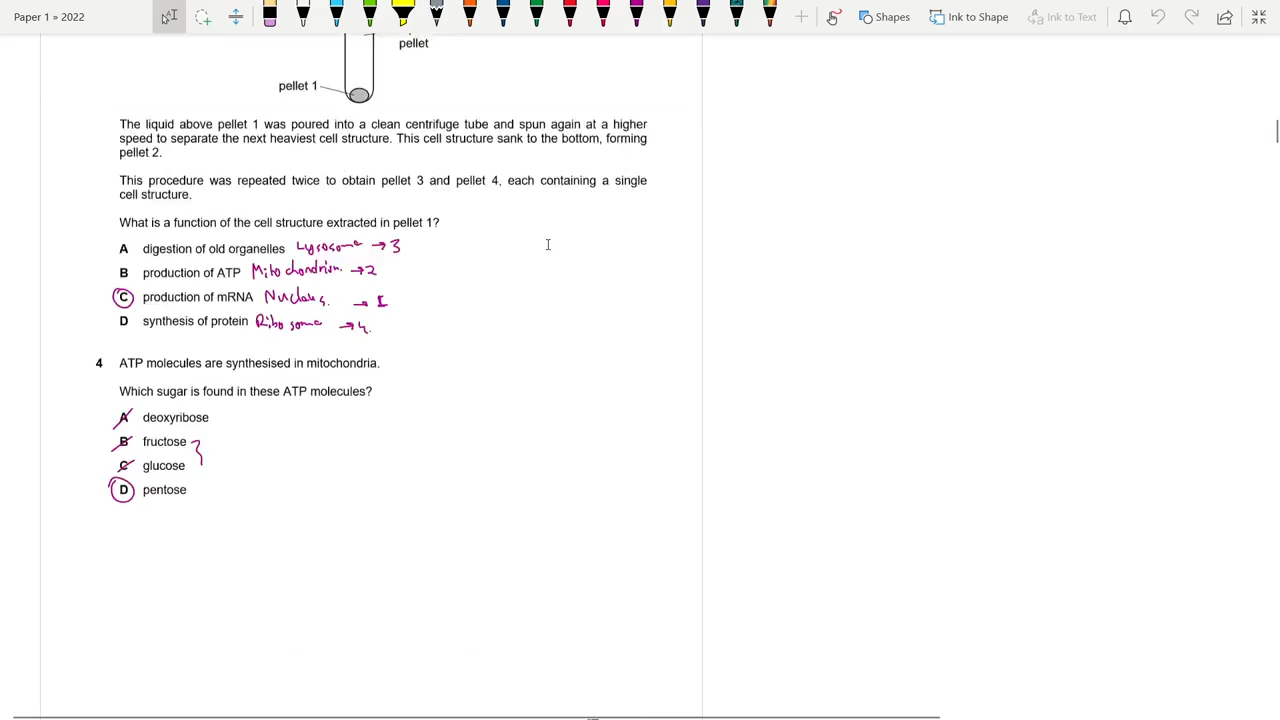 Paper 1 » 2022
Shapes
Ink to Shape
Ink to Text
pellet
pellet 1
The liquid above pellet 1 was poured into a clean centrifuge tube and spun again at a higher
speed to separate the next heaviest cell structure. This cell structure sank to the bottom, forming
pellet 2.
This procedure was repeated twice to obtain pellet 3 and pellet 4, each containing a single
cell structure.
What is a function of the cell structure extracted in pellet 1?
A digestion of old organelles Lysosome → 3
B production of ATP Mitochondrion. → 2
C production of mRNA Nucleus. → 1
D synthesis of protein Ribosome → 4.
4 ATP molecules are synthesised in mitochondria.
Which sugar is found in these ATP molecules?
A deoxyribose
B fructose
C glucose
D pentose